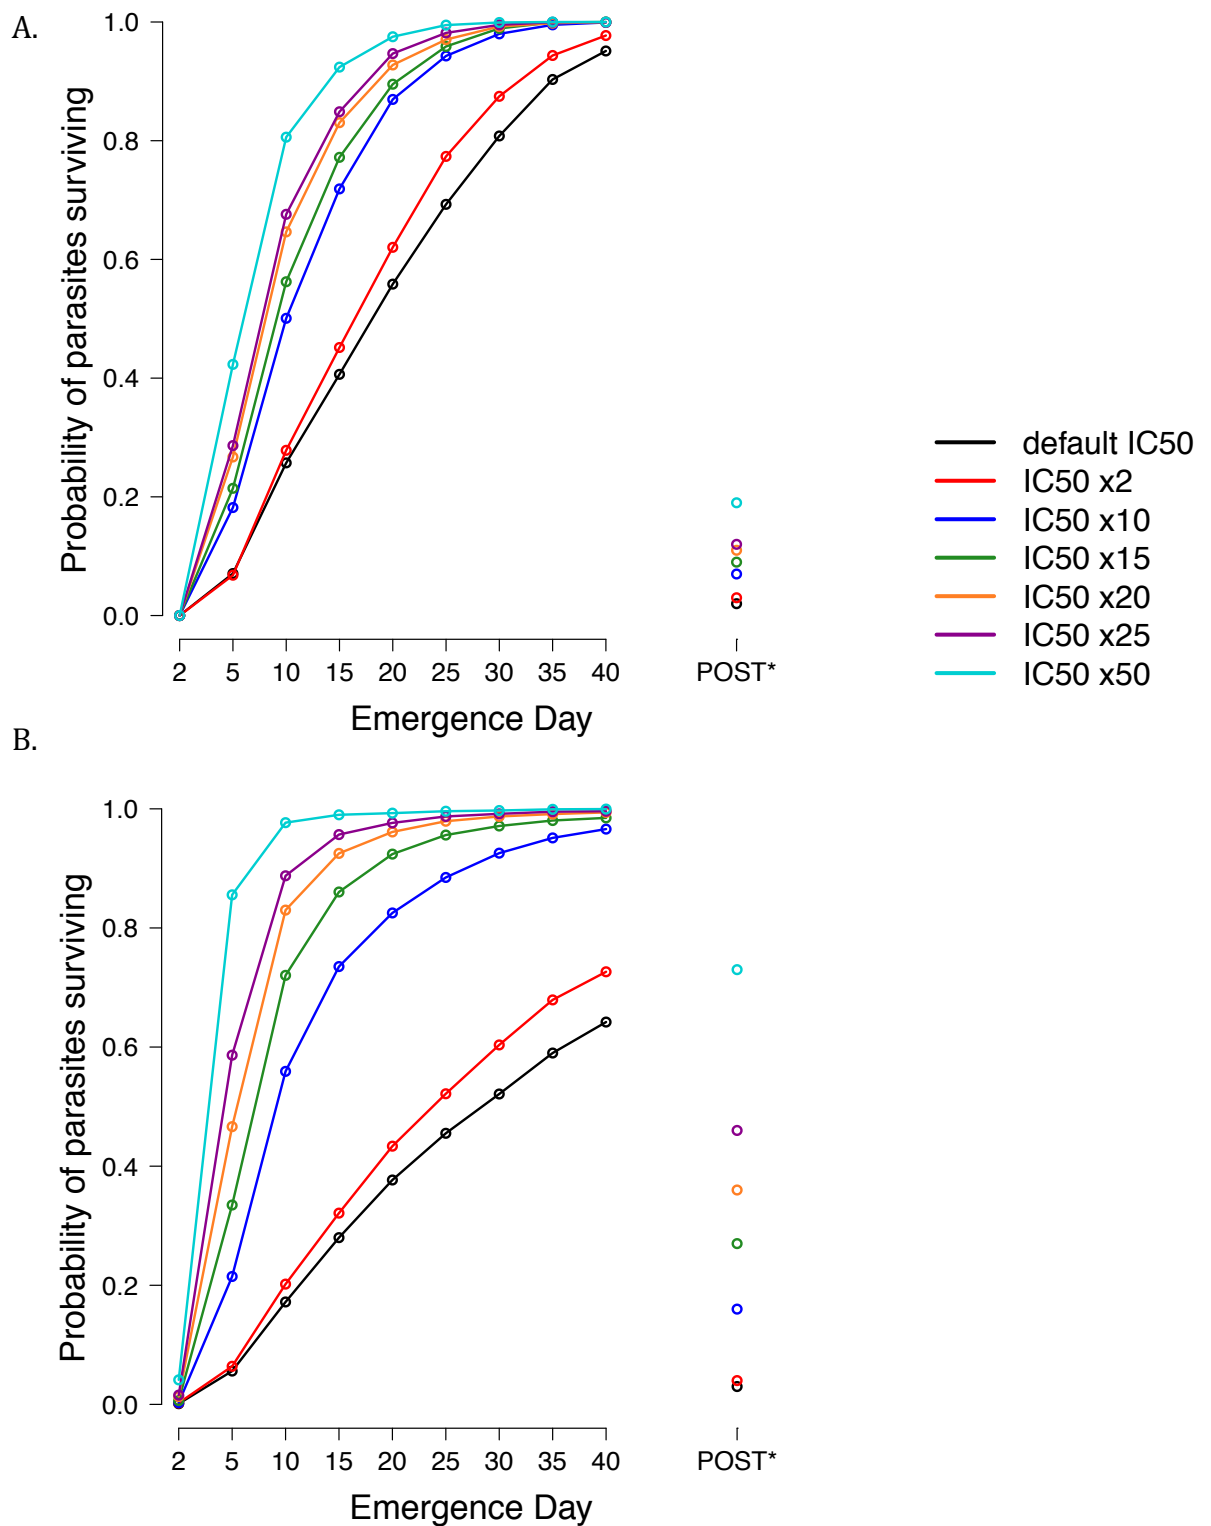 A.
1.0
0.8
0.6
0.4
0.2
0.0
Probability of parasites surviving
2 5 10 15 20 25 30 35 40 POST*
Emergence Day
default IC50
IC50 x2
IC50 x10
IC50 x15
IC50 x20
IC50 x25
IC50 x50
B.
1.0
0.8
0.6
0.4
0.2
0.0
Probability of parasites surviving
2 5 10 15 20 25 30 35 40 POST*
Emergence Day